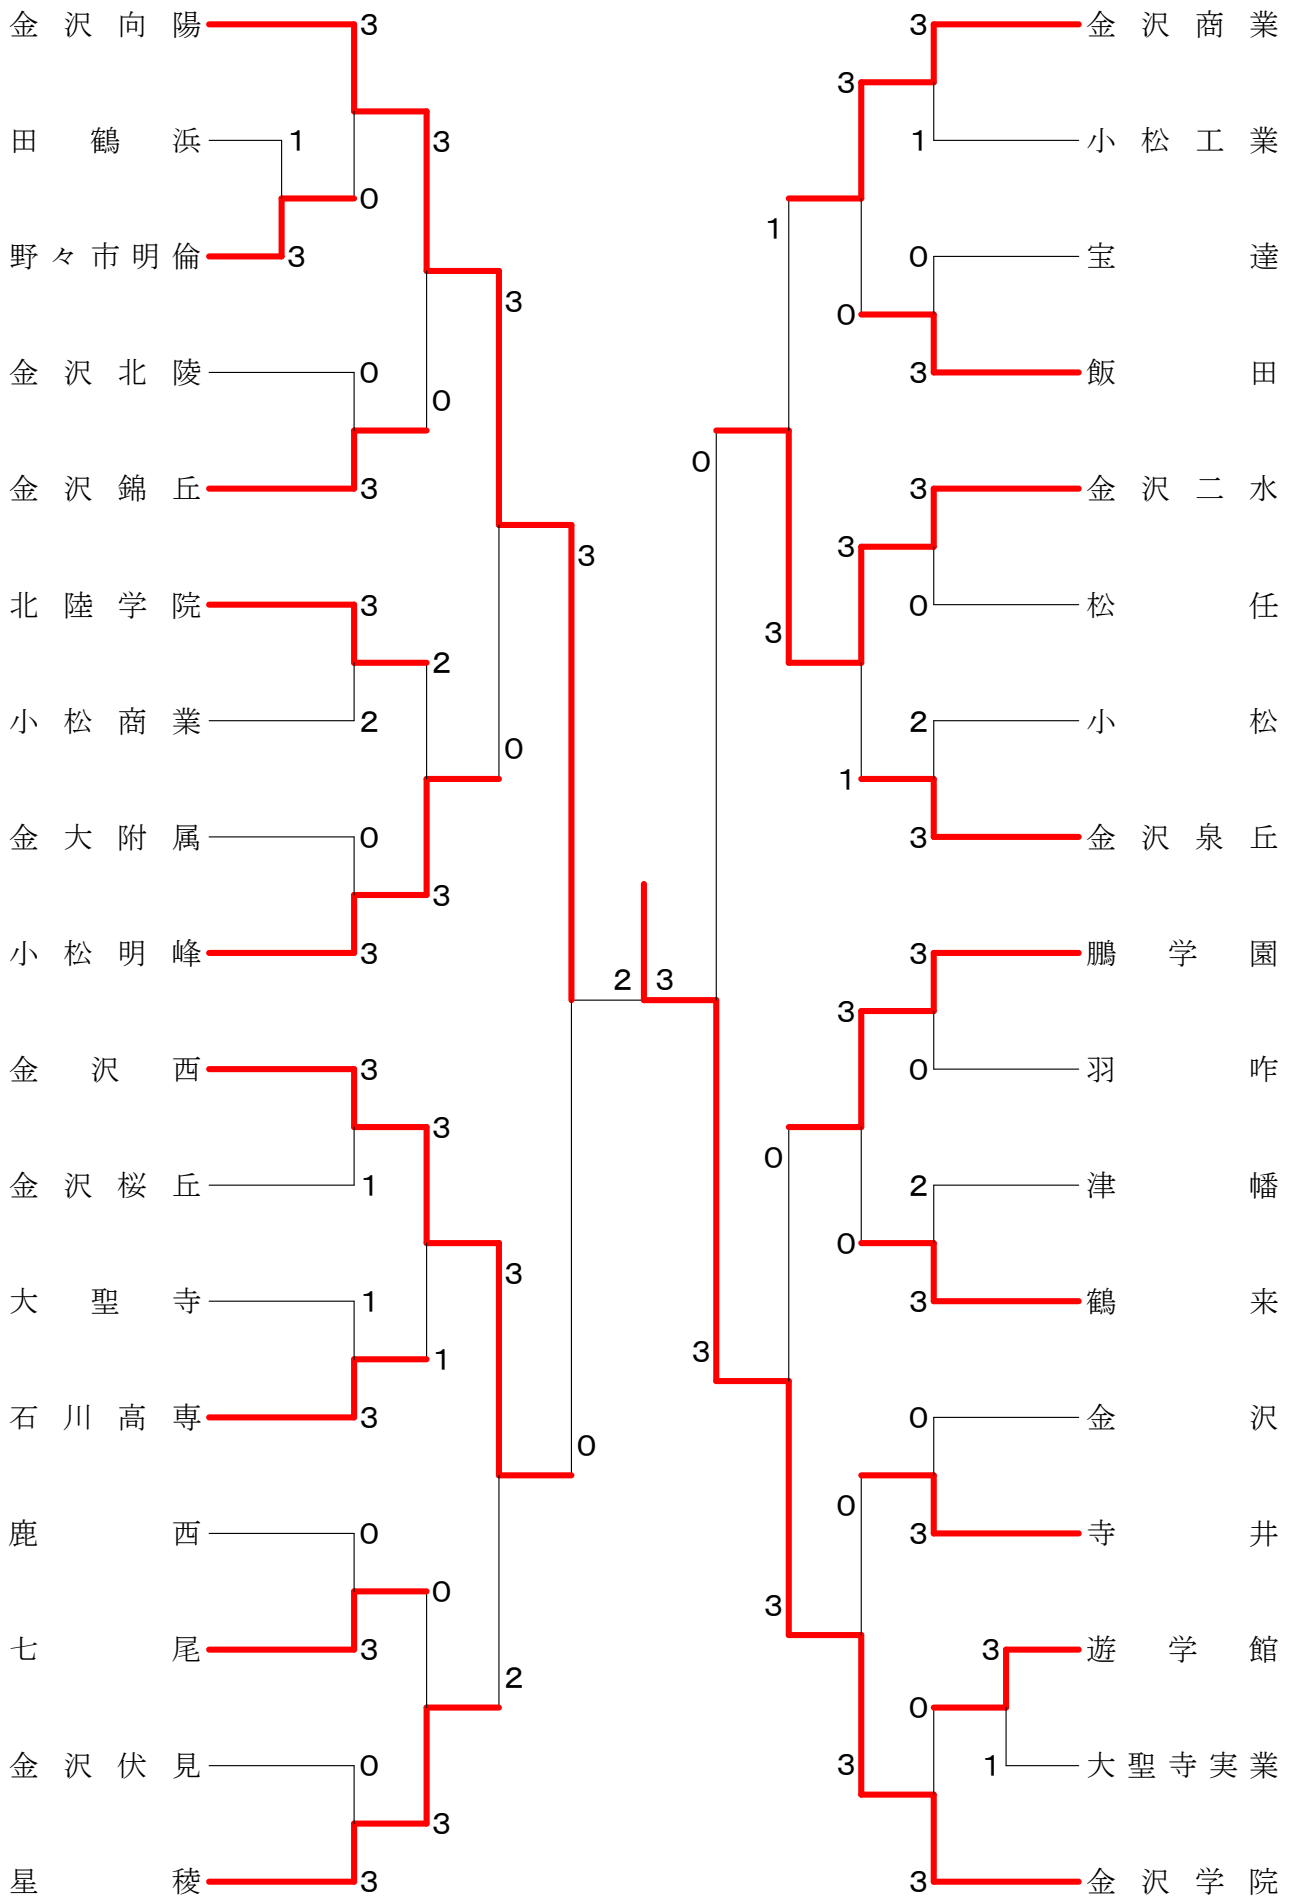 金沢向陽 3
田鶴浜 1
3
0
野々市明倫 3
金沢北陵 0
0
金沢錦丘 3
3
北陸学院 3
2
小松商業 2
0
金大附属 0
3
小松明峰 3
3
金沢西 3
3
金沢桜丘 1
3
大聖寺 1
1
石川高専 3
0
鹿西 0
0
七尾 3
2
金沢伏見 0
3
星稜 3
2 3
3 金沢商業
3
1 小松工業
1
0 宝達
0
3 飯田
0
3 金沢二水
3
0 松任
3
2 小松
1
3 金沢泉丘
3 鵬学園
3
0 羽咋
0
2 津幡
0
3 鶴来
3
0 金沢
0
3 寺井
3
3 遊学館
0
1 大聖寺実業
3
3 金沢学院